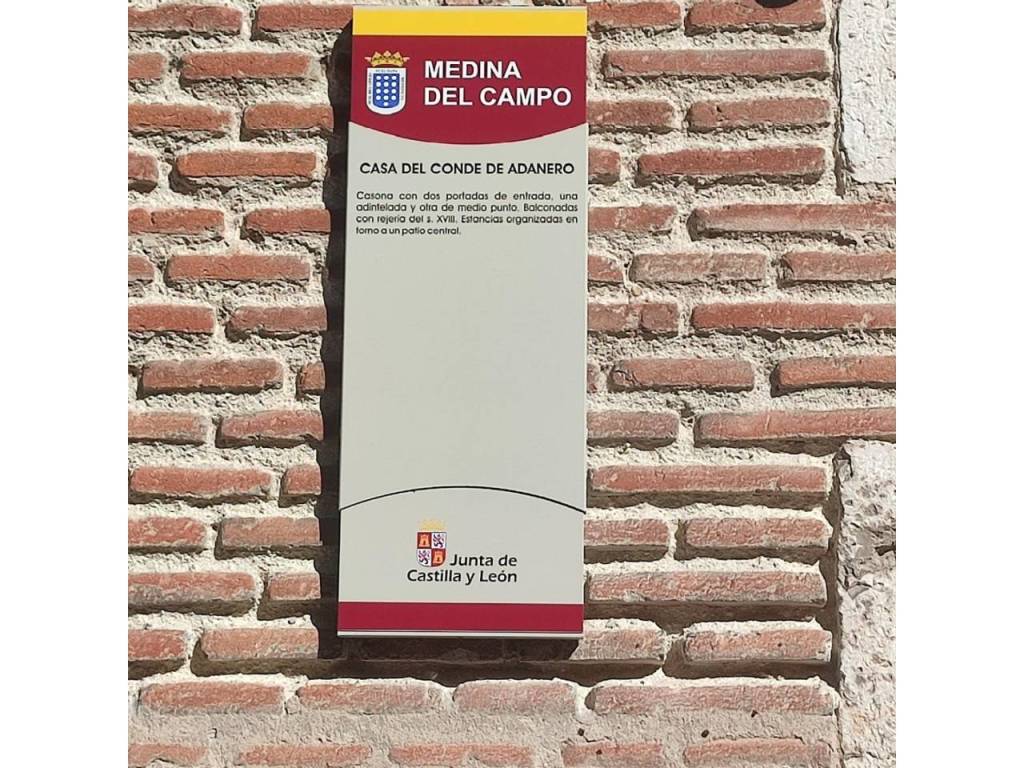 MEDINA
DEL CAMPO
CASA DEL CONDE DE ADANERO
Casona con dos portadas de entrada, una
adintelada y otra de medio punto. Balconadas
con rejería del s. XVIII. Estancias organizadas en
torno a un patio central.
Junta de
Castilla y León